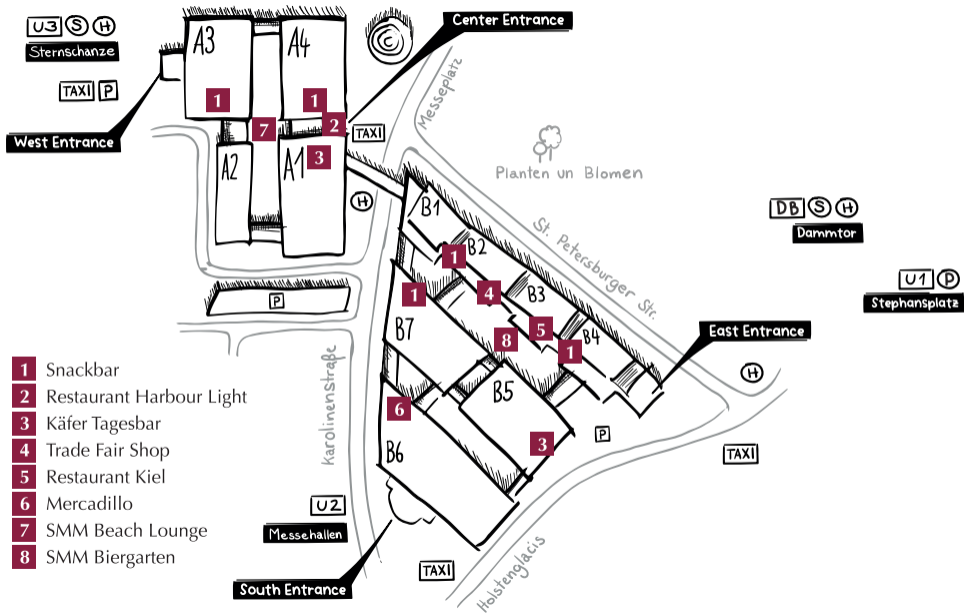 Center Entrance
U3 S H
Sternschanze
TAXI P
West Entrance
A3
A4
C
1
1
2
7
TAXI
3
A2
A1
Messeplatz
Planten un Blomen
H
B1
St. Petersburger Str.
DB S H
Dammtor
U1 P
Stephansplatz
B2
1
B3
1
4
P
B7
5
B4
8
1
East Entrance
H
Karolinenstraße
B5
6
B6
3
P
TAXI
1 Snackbar
2 Restaurant Harbour Light
3 Käfer Tagesbar
4 Trade Fair Shop
5 Restaurant Kiel
6 Mercadillo
7 SMM Beach Lounge
8 SMM Biergarten
U2
Messehallen
TAXI
South Entrance
Holstenglacis